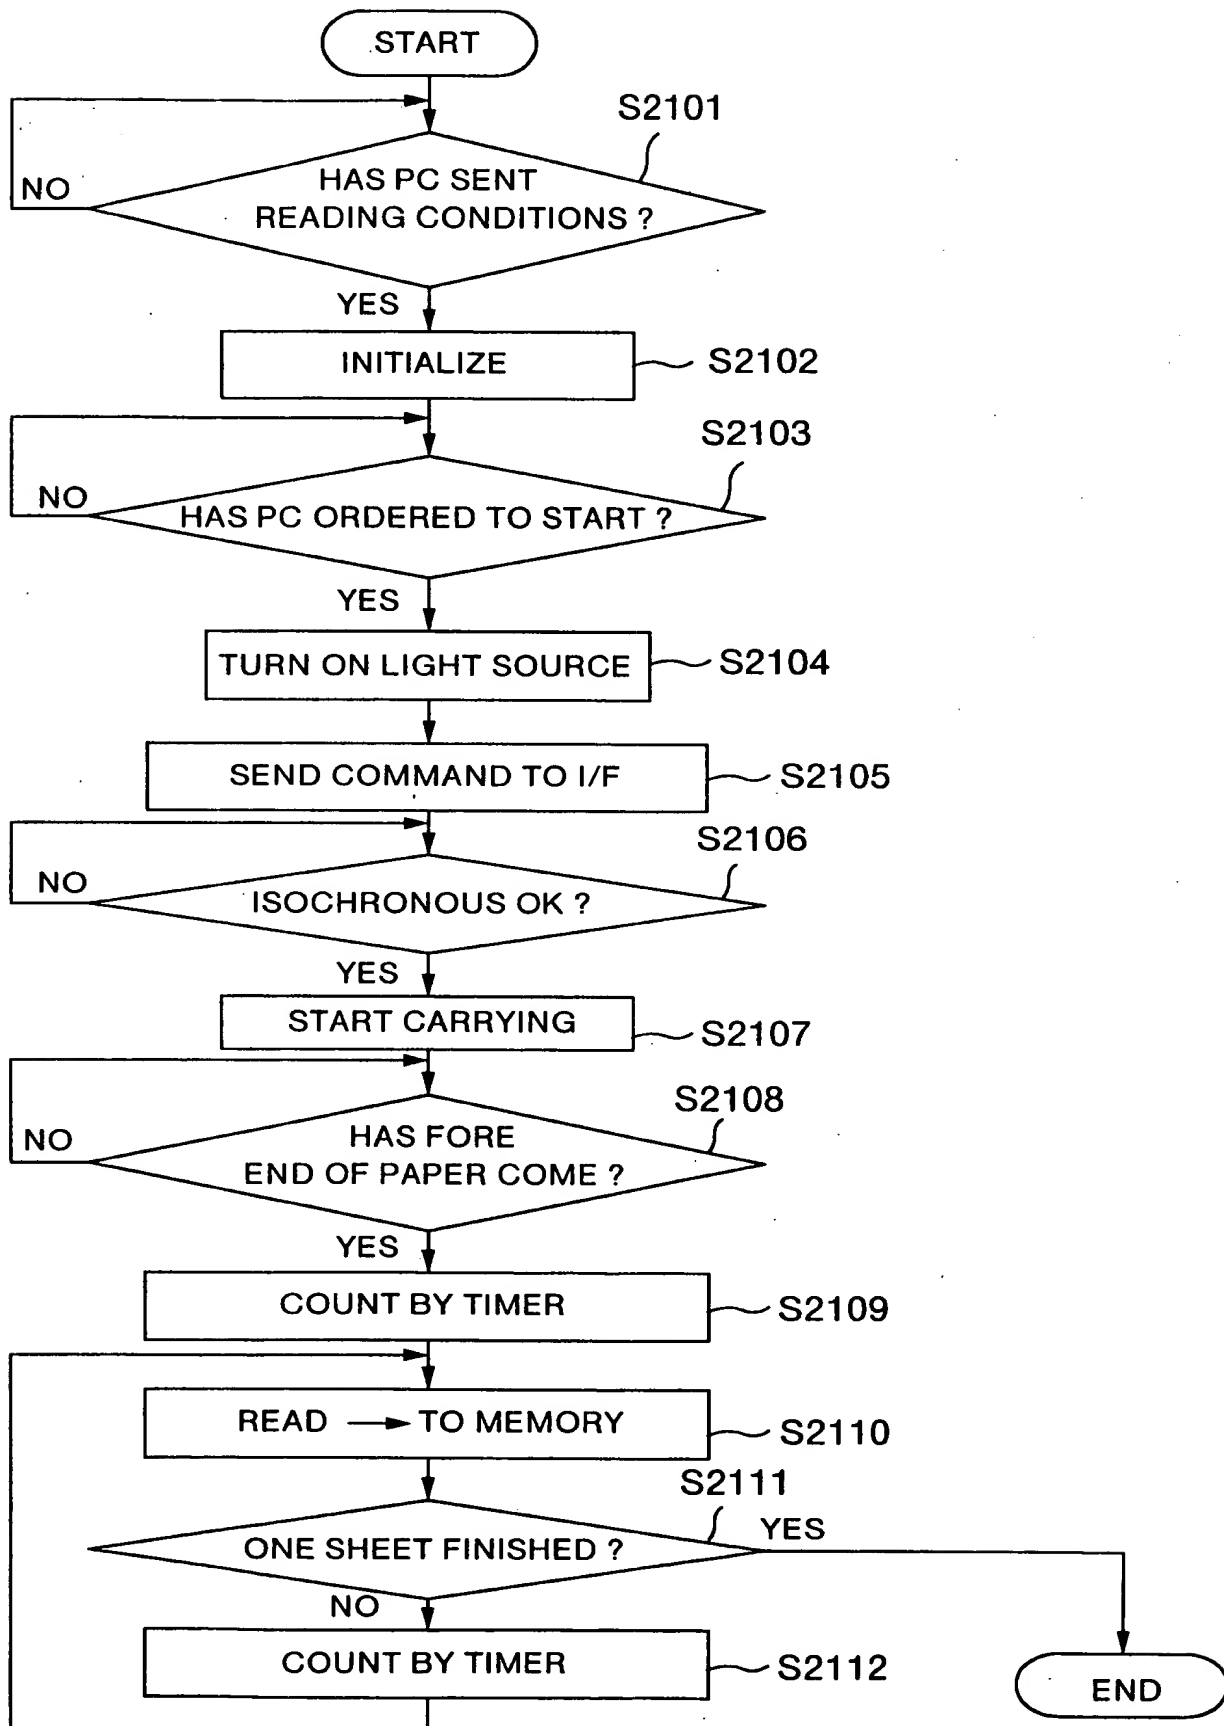 START
S2101
HAS PC SENT
READING CONDITIONS ?
NO
YES
INITIALIZE
S2102
S2103
NO
HAS PC ORDERED TO START ?
YES
TURN ON LIGHT SOURCE
S2104
SEND COMMAND TO I/F
S2105
S2106
NO
ISOCHRONOUS OK ?
YES
START CARRYING
S2107
S2108
NO
HAS FORE
END OF PAPER COME ?
YES
COUNT BY TIMER
S2109
READ → TO MEMORY
S2110
S2111
YES
ONE SHEET FINISHED ?
NO
COUNT BY TIMER
S2112
END